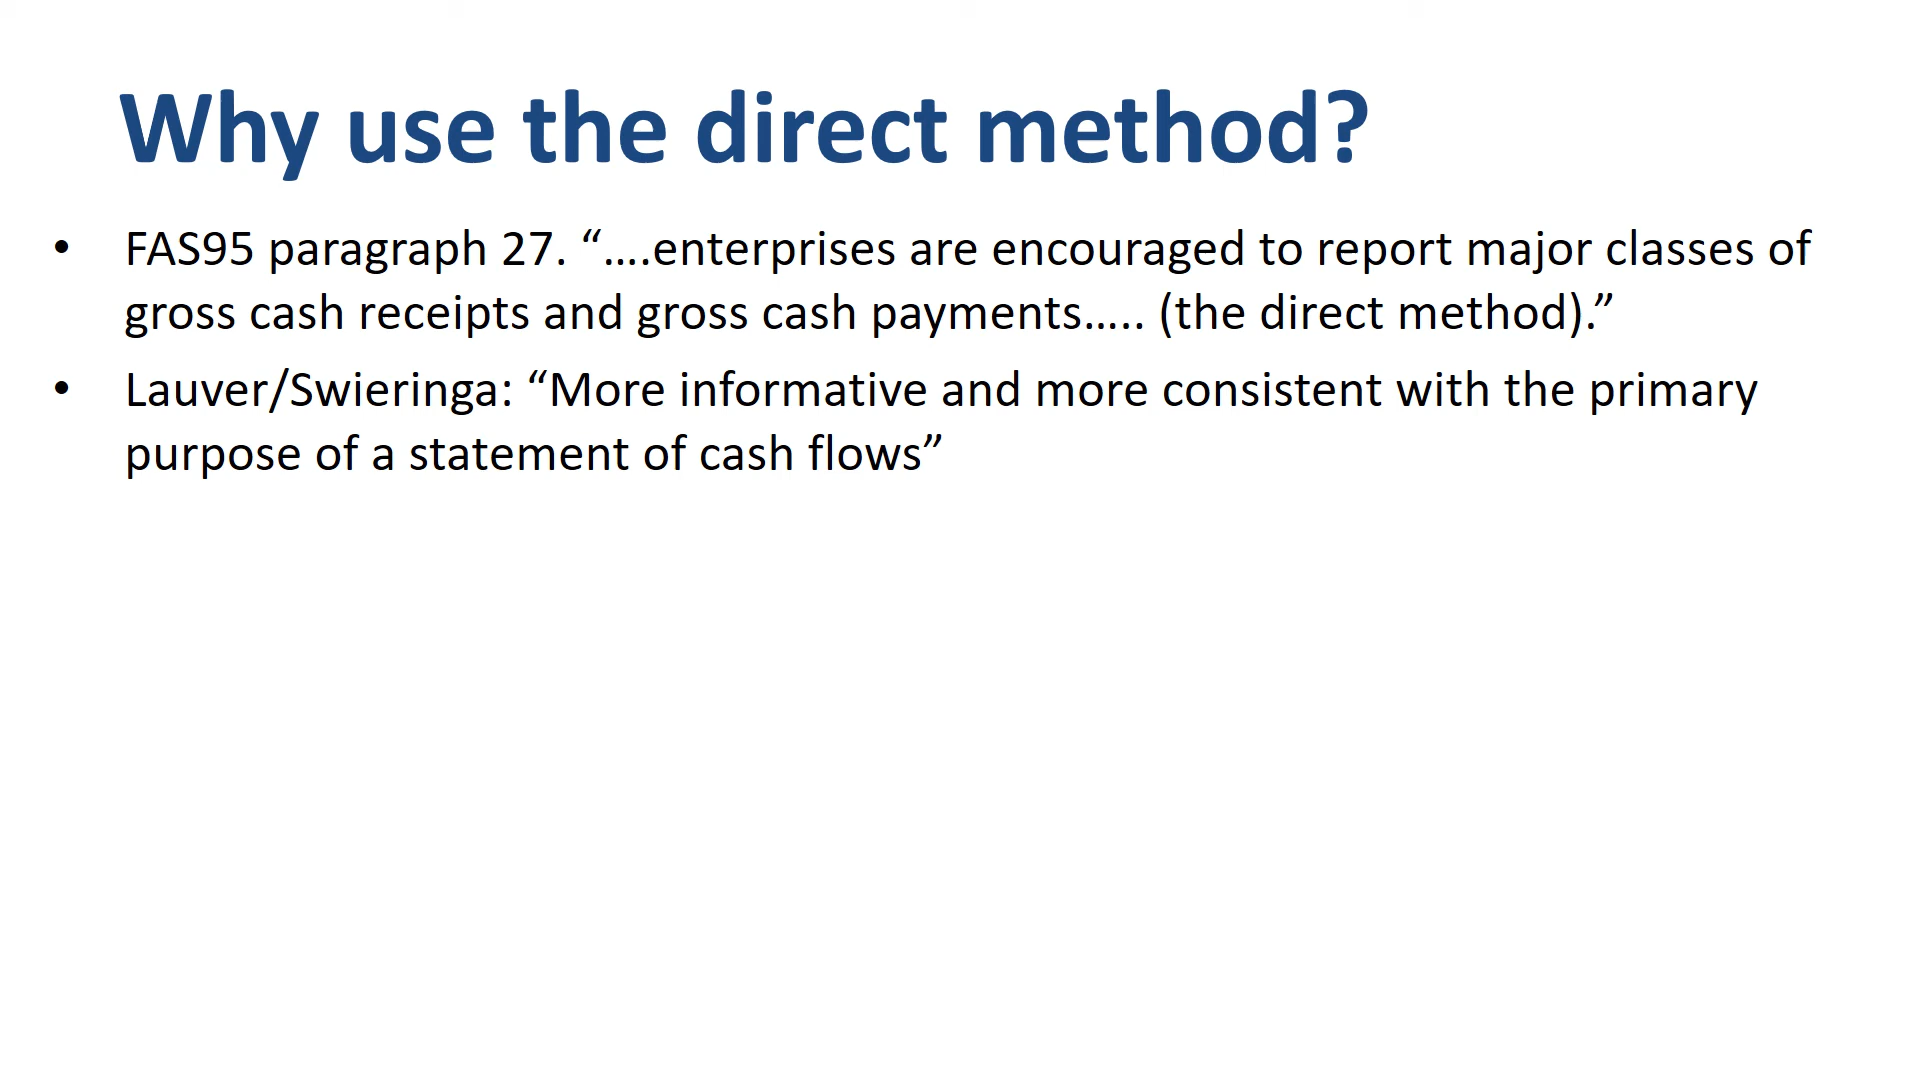 Why use the direct method?
• FAS95 paragraph 27. “….enterprises are encouraged to report major classes of
gross cash receipts and gross cash payments….. (the direct method).”
• Lauver/Swieringa: “More informative and more consistent with the primary
purpose of a statement of cash flows”